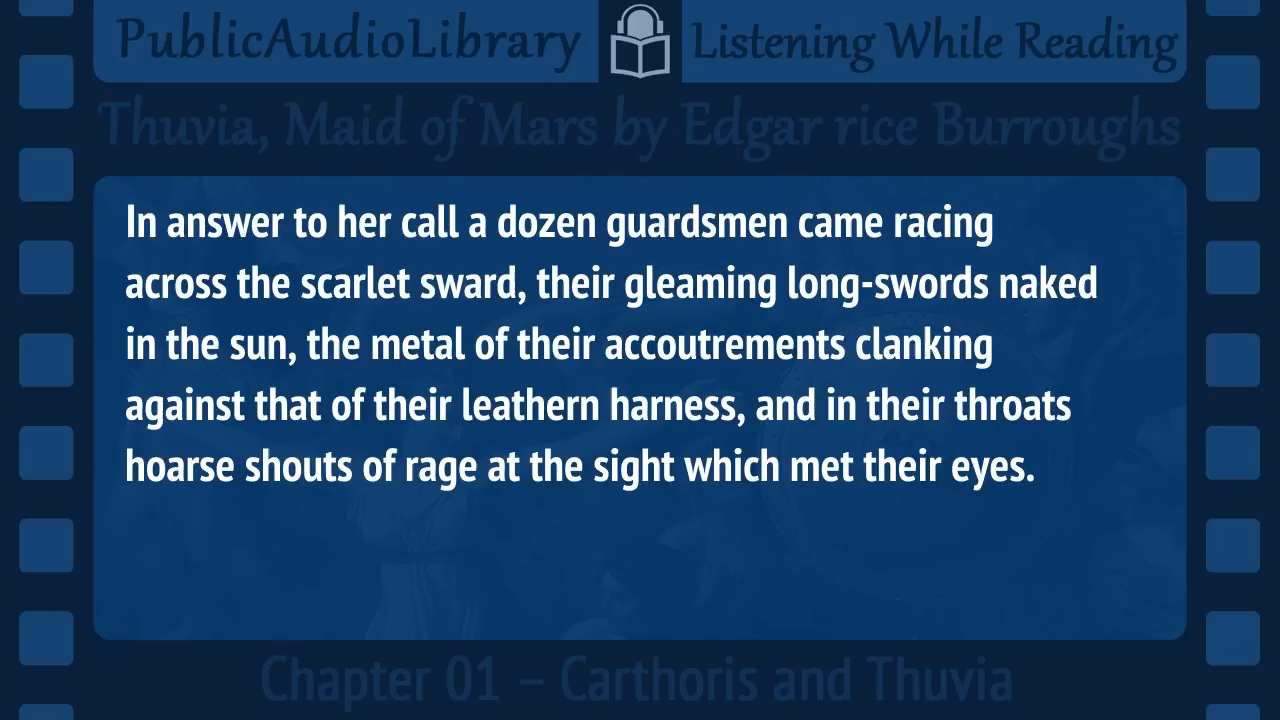 PublicAudioLibrary Listening While Reading
Thuvia, Maid of Mars by Edgar rice Burroughs
In answer to her call a dozen guardsmen came racing
across the scarlet sward, their gleaming long-swords naked
in the sun, the metal of their accoutrements clanking
against that of their leathern harness, and in their throats
hoarse shouts of rage at the sight which met their eyes.
Chapter 01 – Carthoris and Thuvia